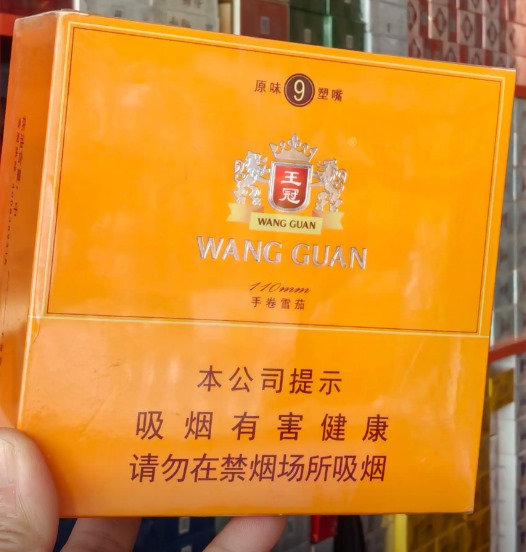 原味 9 塑嘴
王
冠
WANG GUAN
WANG GUAN
110mm
手卷雪茄
本公司提示
吸烟有害健康
请勿在禁烟场所吸烟